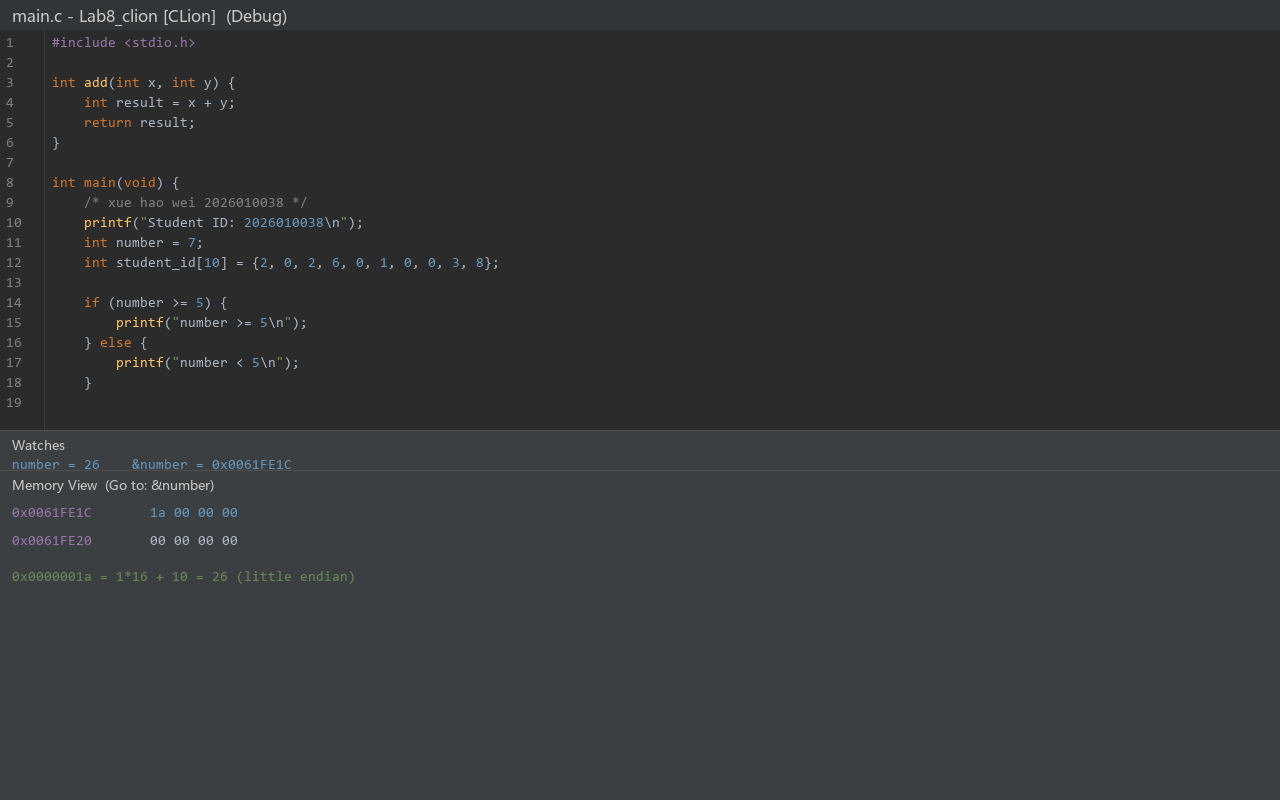 main.c - Lab8_clion [CLion]  (Debug)
1 #include <stdio.h>
2
3 int add(int x, int y) {
4     int result = x + y;
5     return result;
6 }
7
8 int main(void) {
9     /* xue hao wei 2026010038 */
10     printf("Student ID: 2026010038\n");
11     int number = 7;
12     int student_id[10] = {2, 0, 2, 6, 0, 1, 0, 0, 3, 8};
13
14     if (number >= 5) {
15         printf("number >= 5\n");
16     } else {
17         printf("number < 5\n");
18     }
19
Watches
number = 26    &number = 0x0061FE1C
Memory View  (Go to: &number)
0x0061FE1C 1a 00 00 00
0x0061FE20 00 00 00 00
0x0000001a = 1*16 + 10 = 26 (little endian)